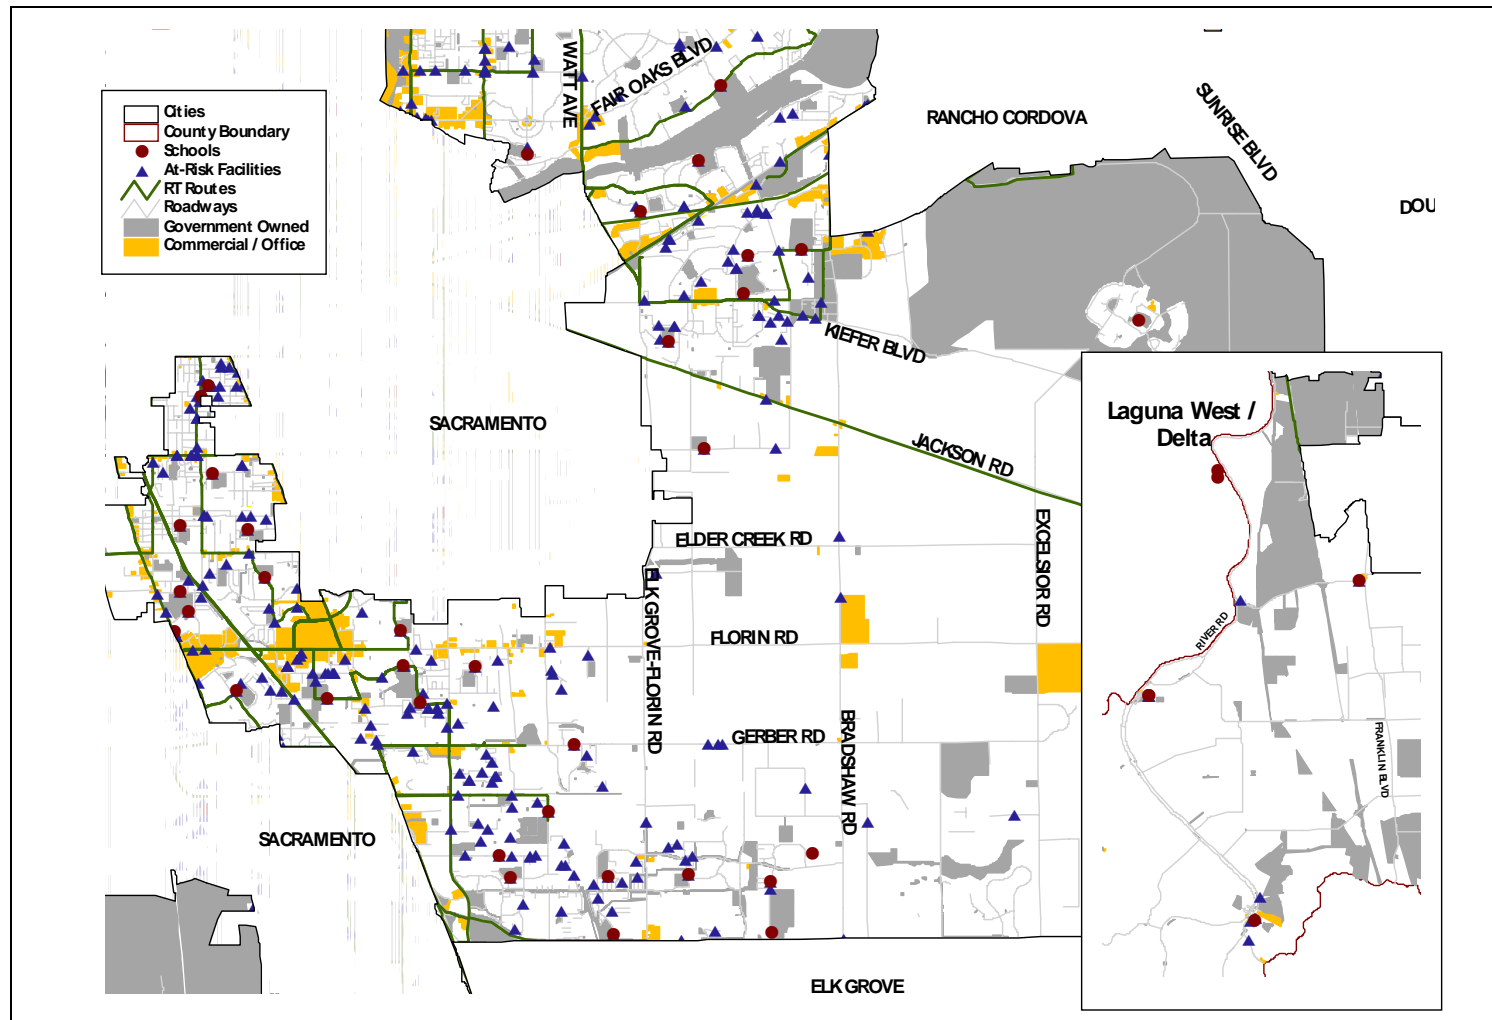 Cities
County Boundary
Schools
At-Risk Facilities
RT Routes
Roadways
Government Owned
Commercial / Office
WATT AVE
FAIR OAKS BLVD
RANCHO CORDOVA
SUNRISE BLVD
DOU
KIEFER BLVD
SACRAMENTO
JACKSON RD
Laguna West /
Delta
ELDER CREEK RD
EXCELSIOR RD
ELK GROVE-FLORIN RD
FLORIN RD
RIVER RD
GERBER RD
BRADSHAW RD
FRANKLIN BLVD
SACRAMENTO
ELK GROVE